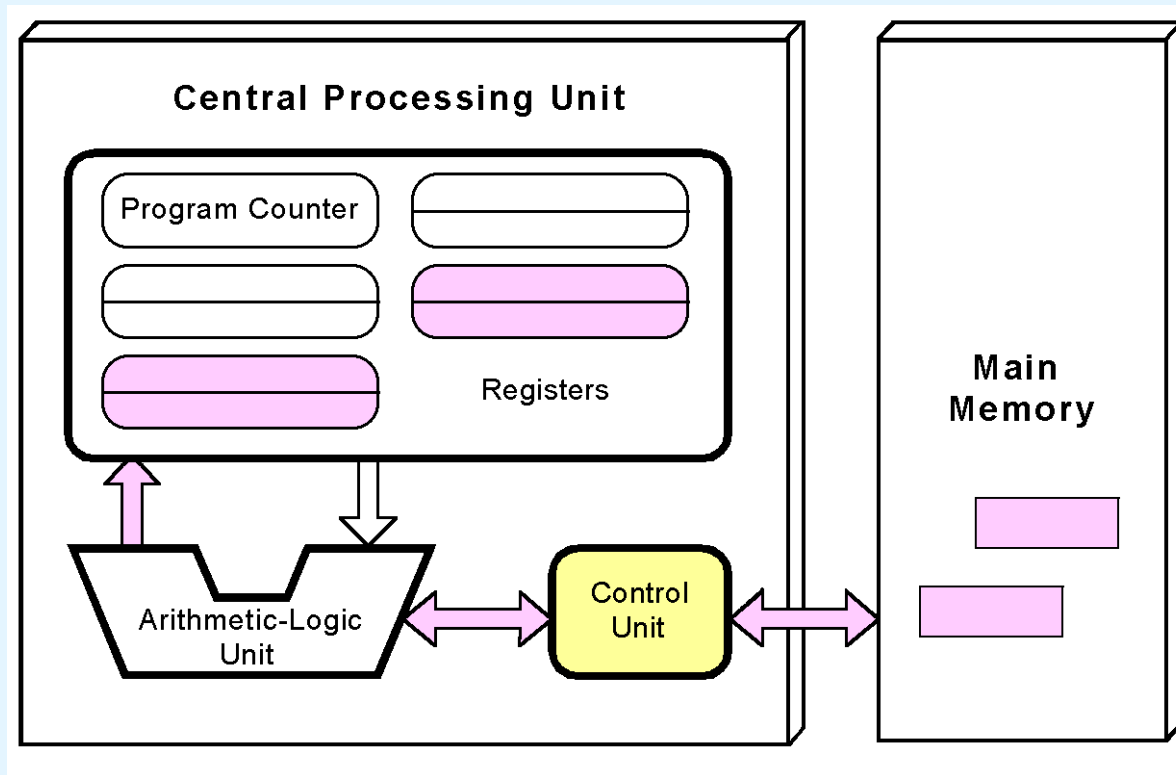 Central Processing Unit
Program Counter
Registers
Main
Memory
Arithmetic-Logic
Unit
Control
Unit